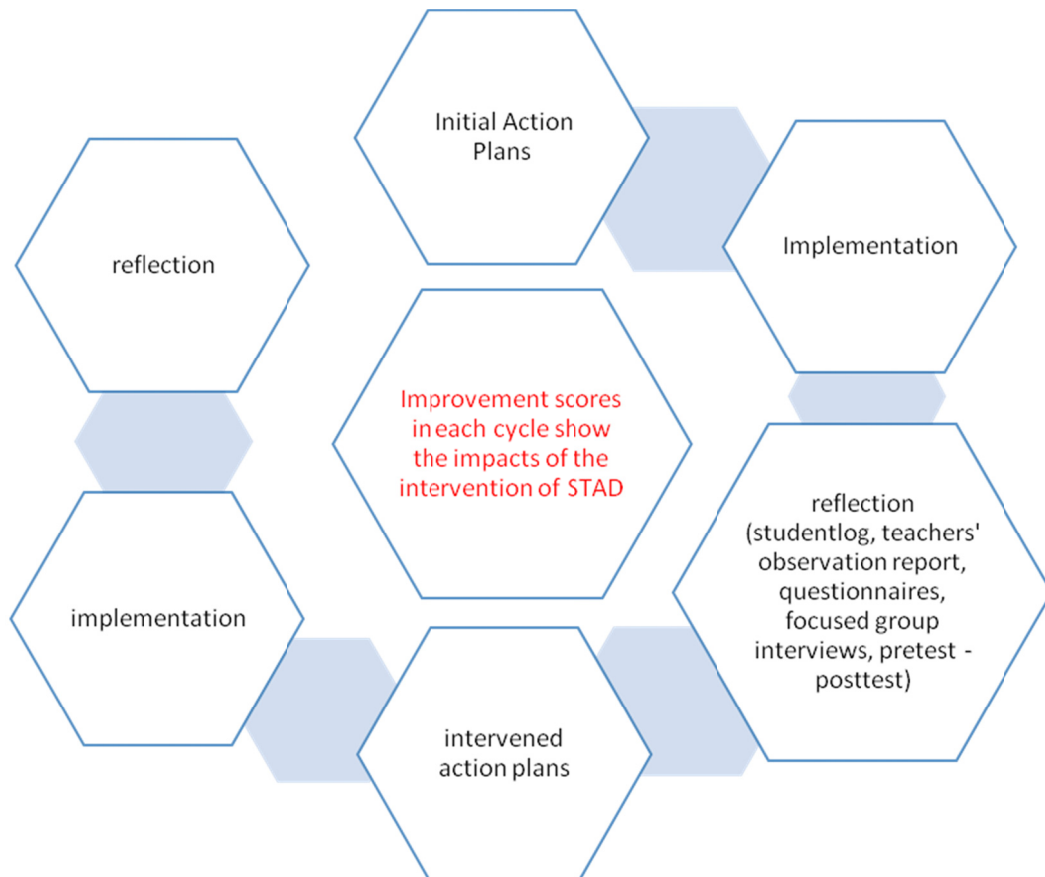 Initial Action
Plans
Implementation
reflection
(studentlog, teachers'
observation report,
questionnaires,
focused group
interviews, pretest -
posttest)
intervened
action plans
implementation
reflection
Improvement scores
in each cycle show
the impacts of the
intervention of STAD